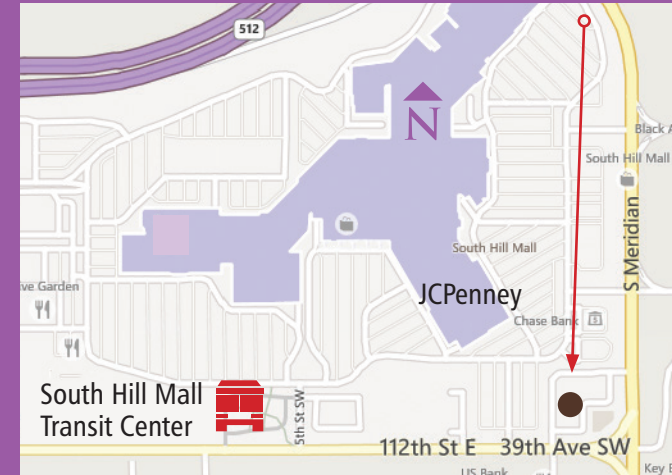 512
N
Black
South Hill Mall
S Meridian
South Hill Mall
ve Garden
JCPenney
Chase Bank
South Hill Mall
Transit Center
5th St SW
112th St E 39th Ave SW
US Bank
Key